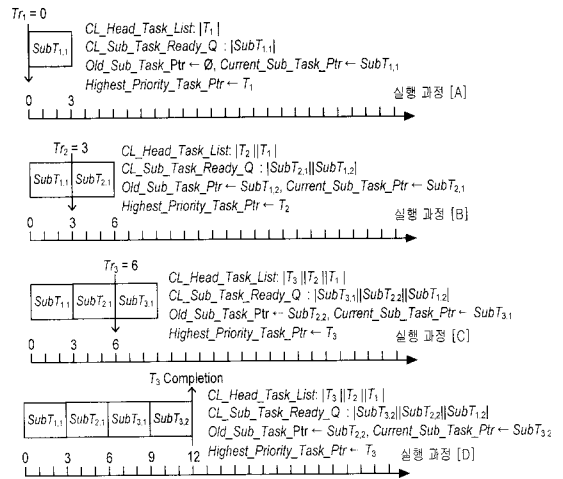 Tr1 = 0
CL_Head_Task_List: |T1|
SubT1,1
CL_Sub_Task_Ready_Q : |SubT1,1|
Old_Sub_Task_Ptr ← Ø, Current_Sub_Task_Ptr ← SubT1,1
Highest_Priority_Task_Ptr ← T1
0 3
실행 과정 [A]
Tr2 = 3
CL_Head_Task_List: |T2||T1|
SubT1,1 SubT2,1
CL_Sub_Task_Ready_Q : |SubT2,1||SubT1,2|
Old_Sub_Task_Ptr ← SubT1,2, Current_Sub_Task_Ptr ← SubT2,1
Highest_Priority_Task_Ptr ← T2
0 3 6
실행 과정 [B]
Tr3 = 6
CL_Head_Task_List: |T3||T2||T1|
SubT1,1 SubT2,1 SubT3,1
CL_Sub_Task_Ready_Q : |SubT3,1||SubT2,2||SubT1,2|
Old_Sub_Task_Ptr ← SubT2,2, Current_Sub_Task_Ptr ← SubT3,1
Highest_Priority_Task_Ptr ← T3
0 3 6
실행 과정 [C]
T3 Completion
CL_Head_Task_List: |T3||T2||T1|
SubT1,1 SubT2,1 SubT3,1 SubT3,2
CL_Sub_Task_Ready_Q : |SubT3,2||SubT2,2||SubT1,2|
Old_Sub_Task_Ptr ← SubT2,2, Current_Sub_Task_Ptr ← SubT3,2
Highest_Priority_Task_Ptr ← T3
0 3 6 9 12
실행 과정 [D]